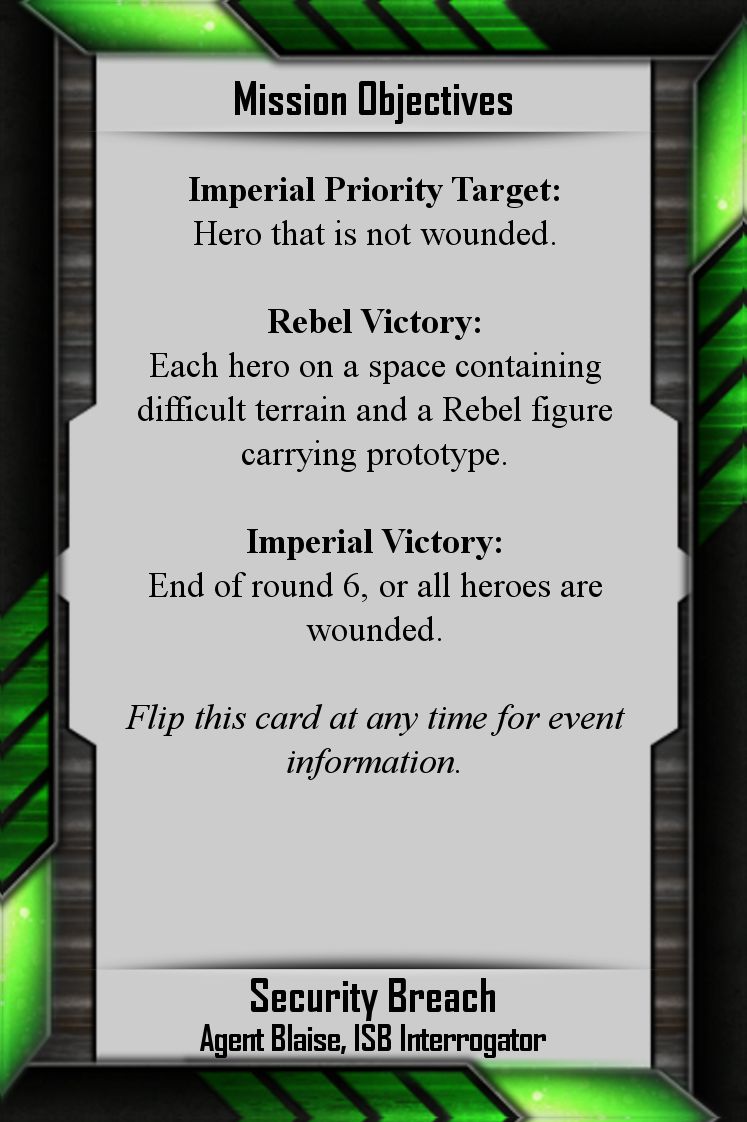 Mission Objectives
Imperial Priority Target:
Hero that is not wounded.
Rebel Victory:
Each hero on a space containing
difficult terrain and a Rebel figure
carrying prototype.
Imperial Victory:
End of round 6, or all heroes are
wounded.
Flip this card at any time for event
information.
Security Breach
Agent Blaise, ISB Interrogator